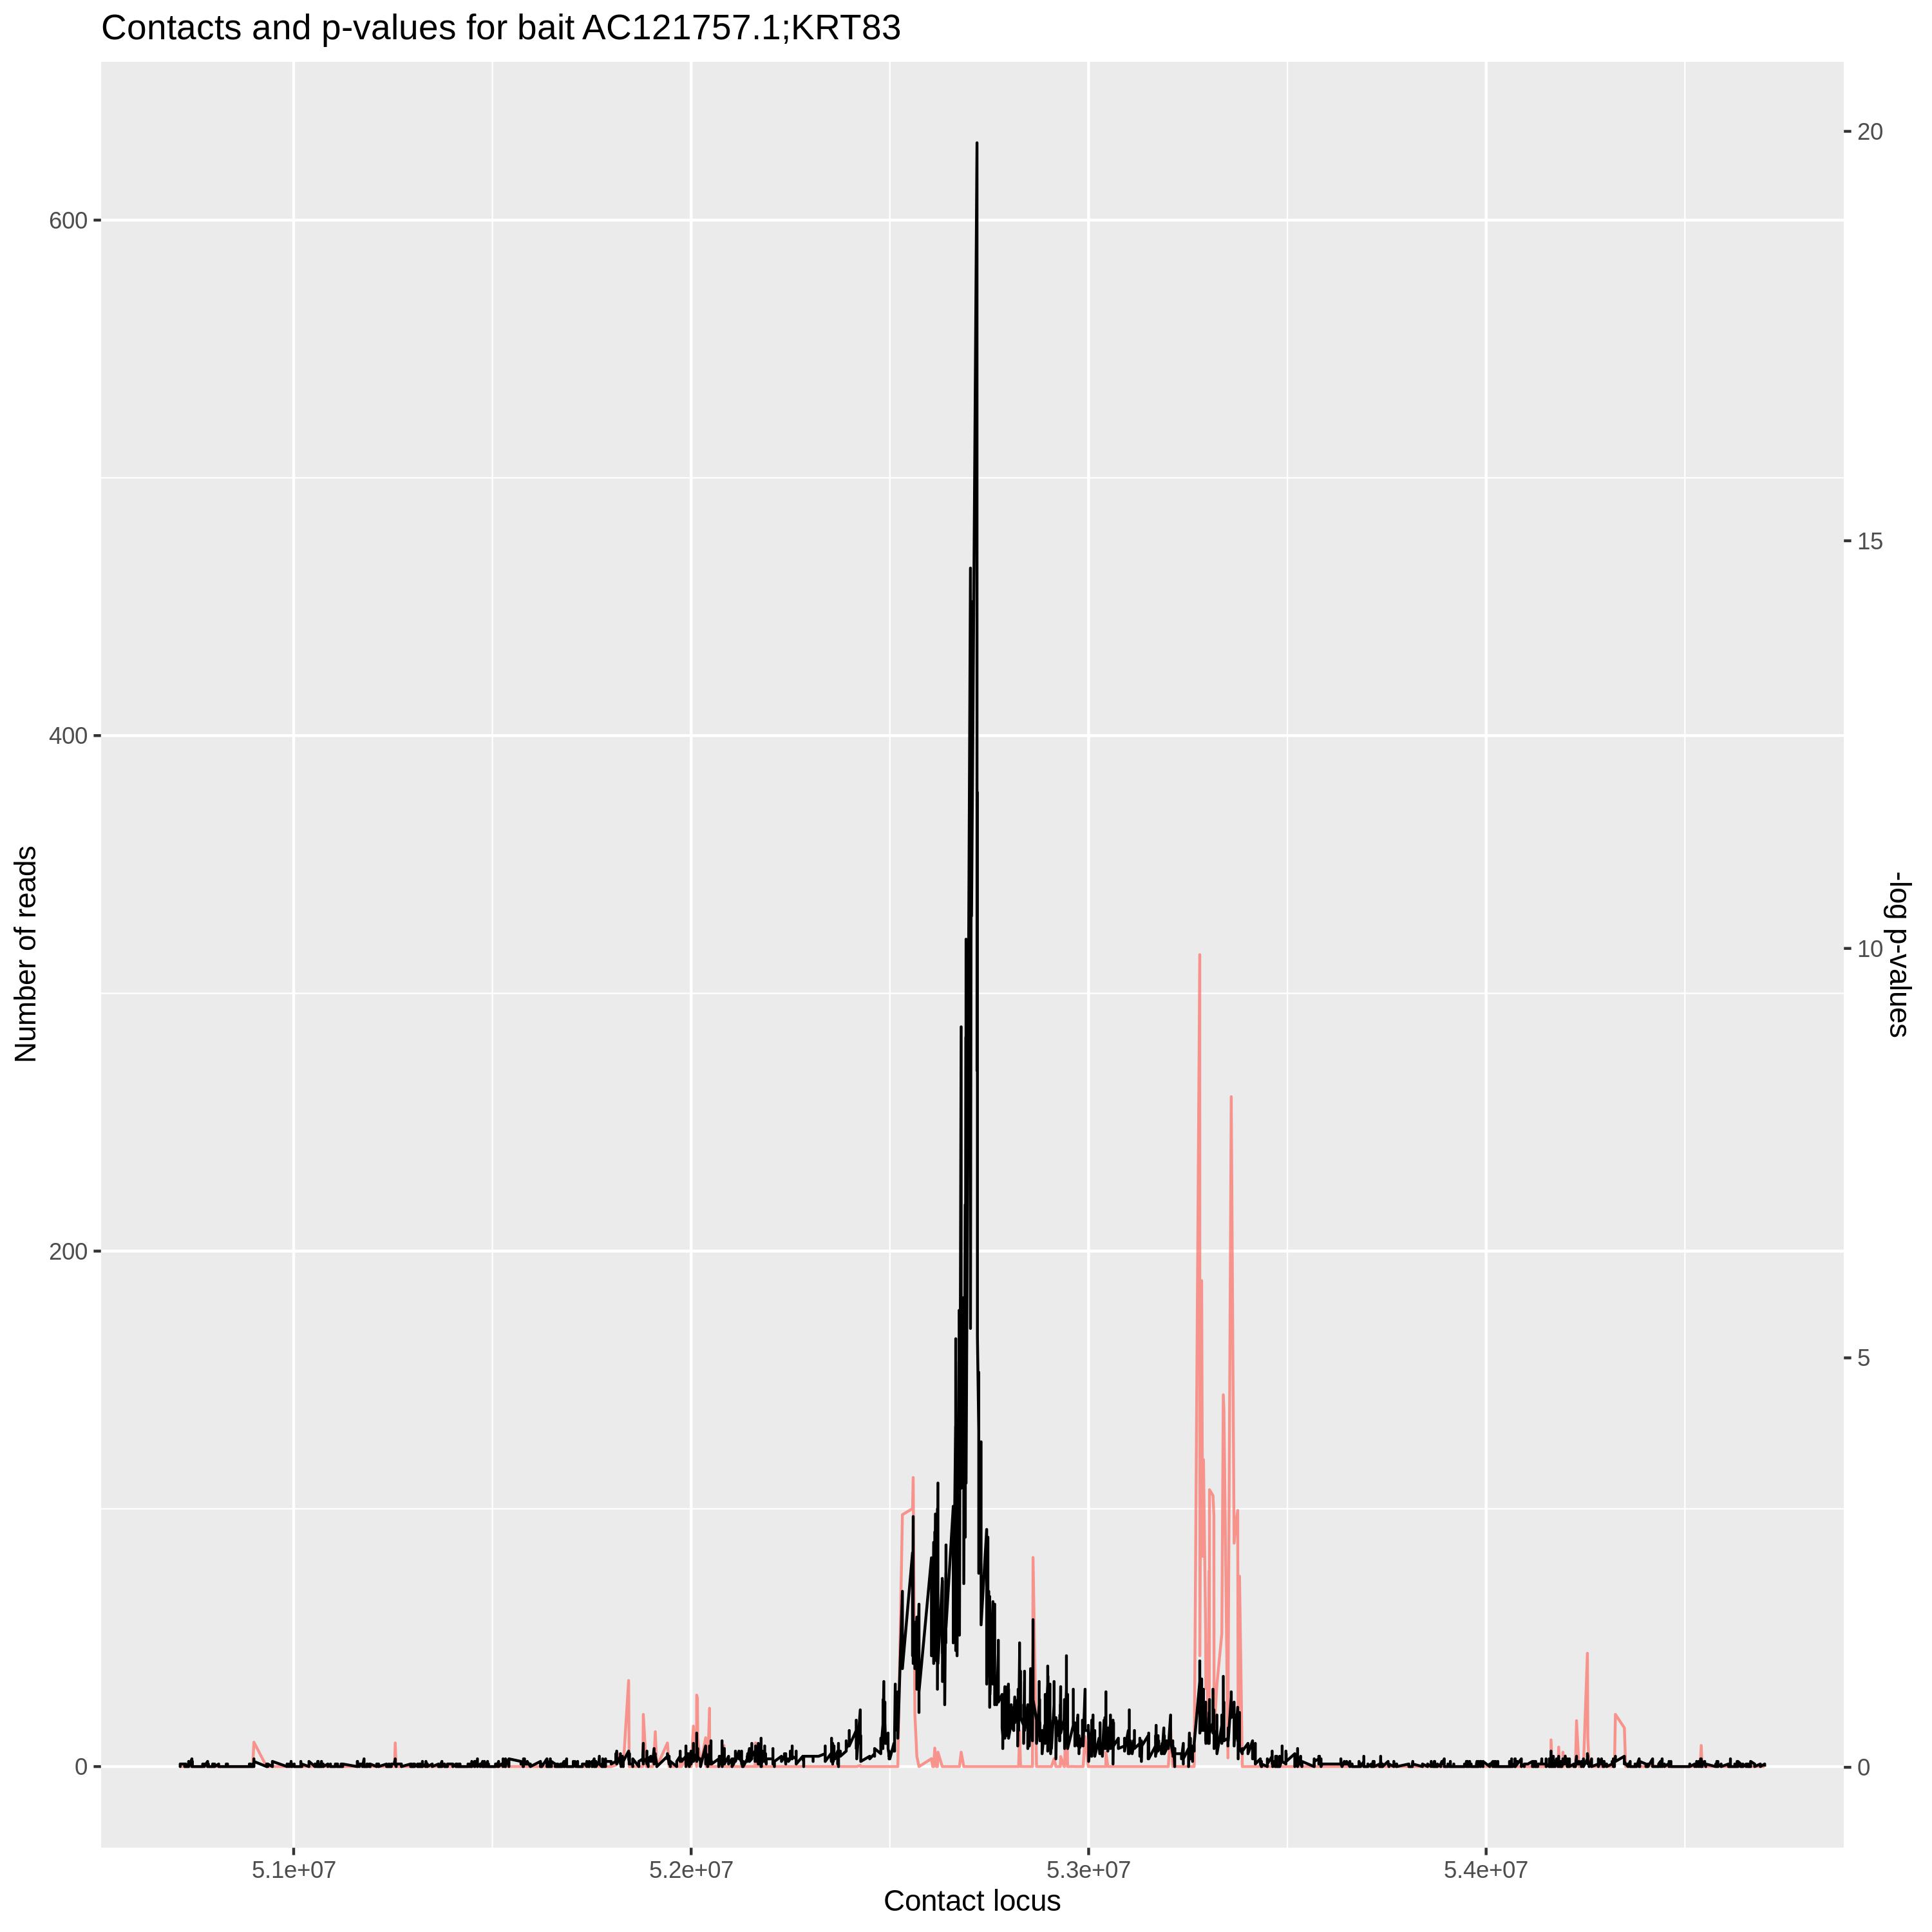 Contacts and p-values for bait AC121757.1;KRT83
600
400
200
0
Number of reads
20
15
10
5
0
-log p-values
5.1e+07
5.2e+07
5.3e+07
5.4e+07
Contact locus